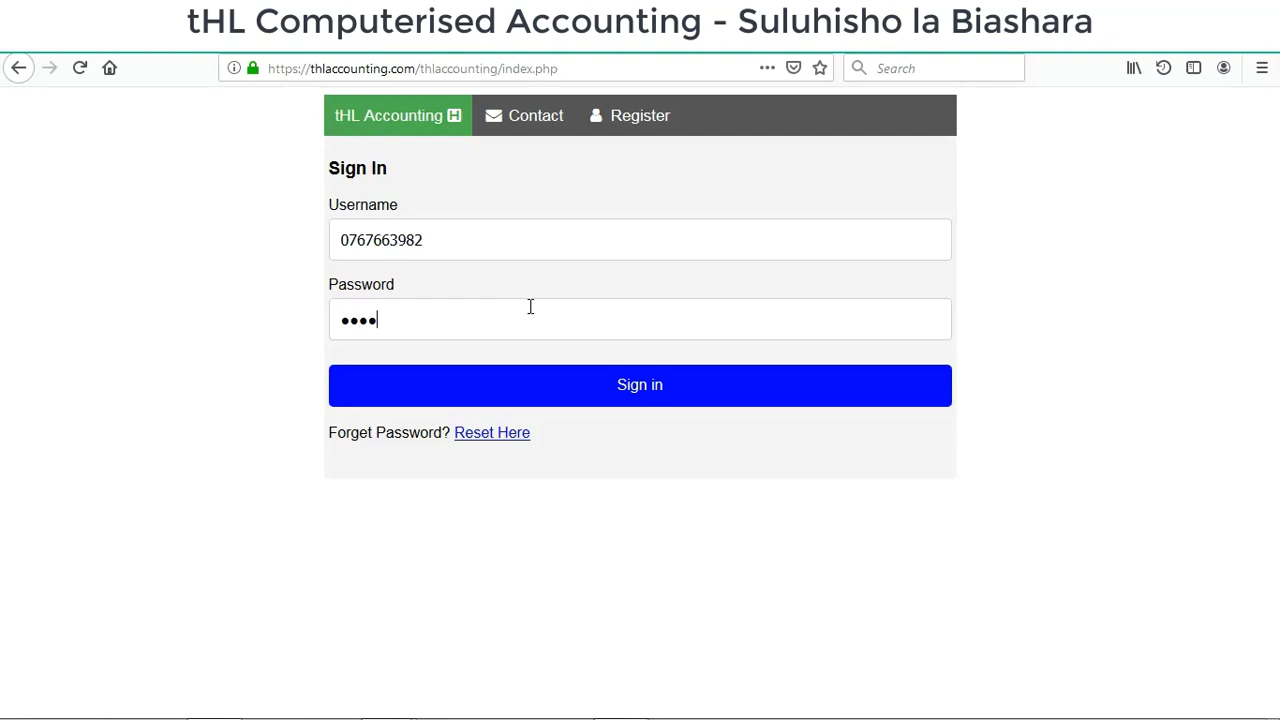 tHL Computerised Accounting - Suluhisho la Biashara
https://thlaccounting.com/thlaccounting/index.php
Search
tHL Accounting
Contact
Register
Sign In
Username
0767663982
Password
••••
Sign in
Forget Password? Reset Here